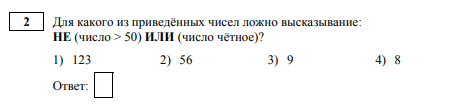 2 Для какого из приведённых чисел ложно высказывание:
НЕ (число > 50) ИЛИ (число чётное)?
1) 123 2) 56 3) 9 4) 8
Ответ: